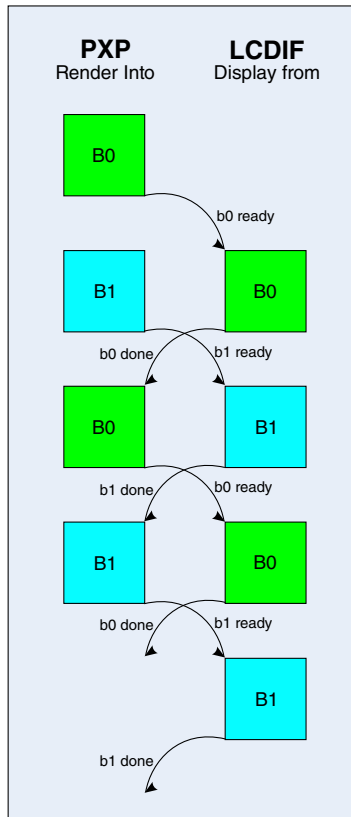 PXP LCDIF
Render Into Display from
B0
b0 ready
B1 B0
b0 done b1 ready
B0 B1
b1 done b0 ready
B1 B0
b0 done b1 ready
B1
b1 done